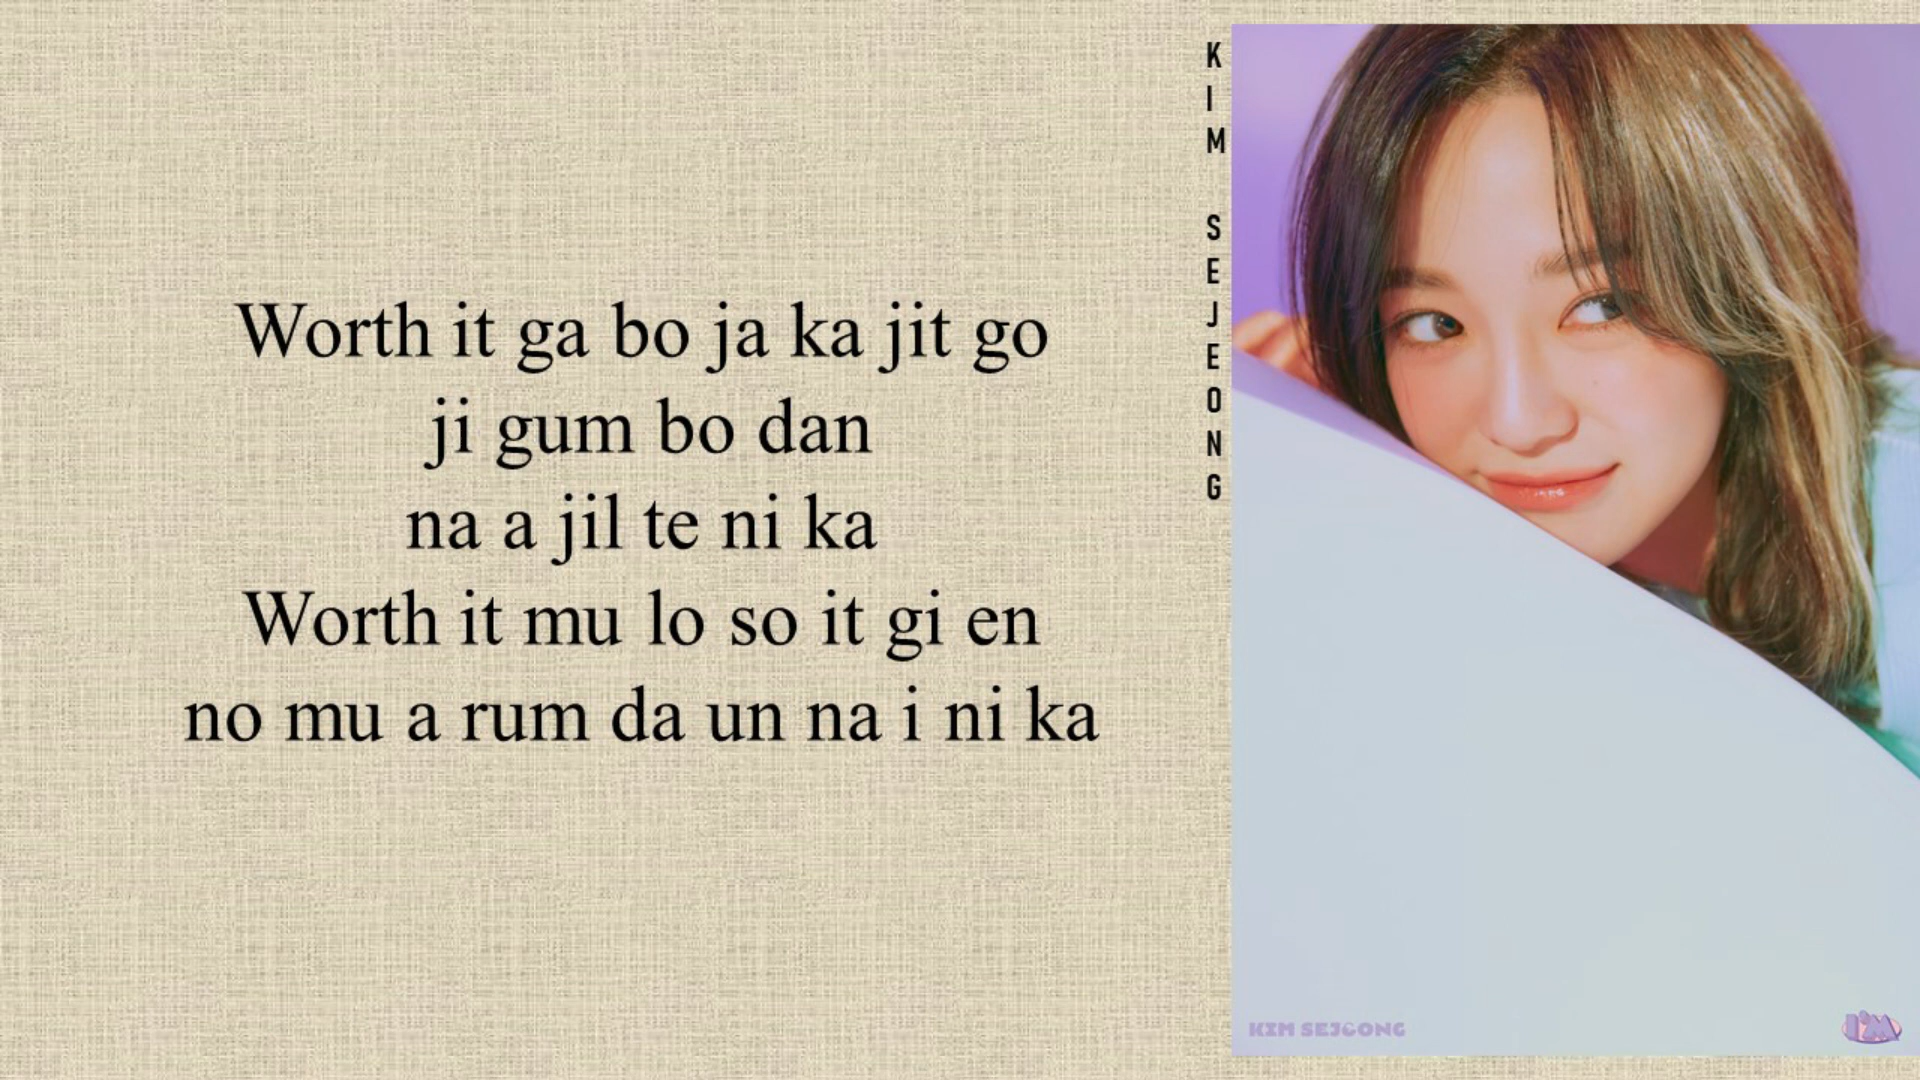 Worth it ga bo ja ka jit go
ji gum bo dan
na a jil te ni ka
Worth it mu lo so it gi en
no mu a rum da un na i ni ka
KIM SEJEONG
KIM SEJEONG
I'M